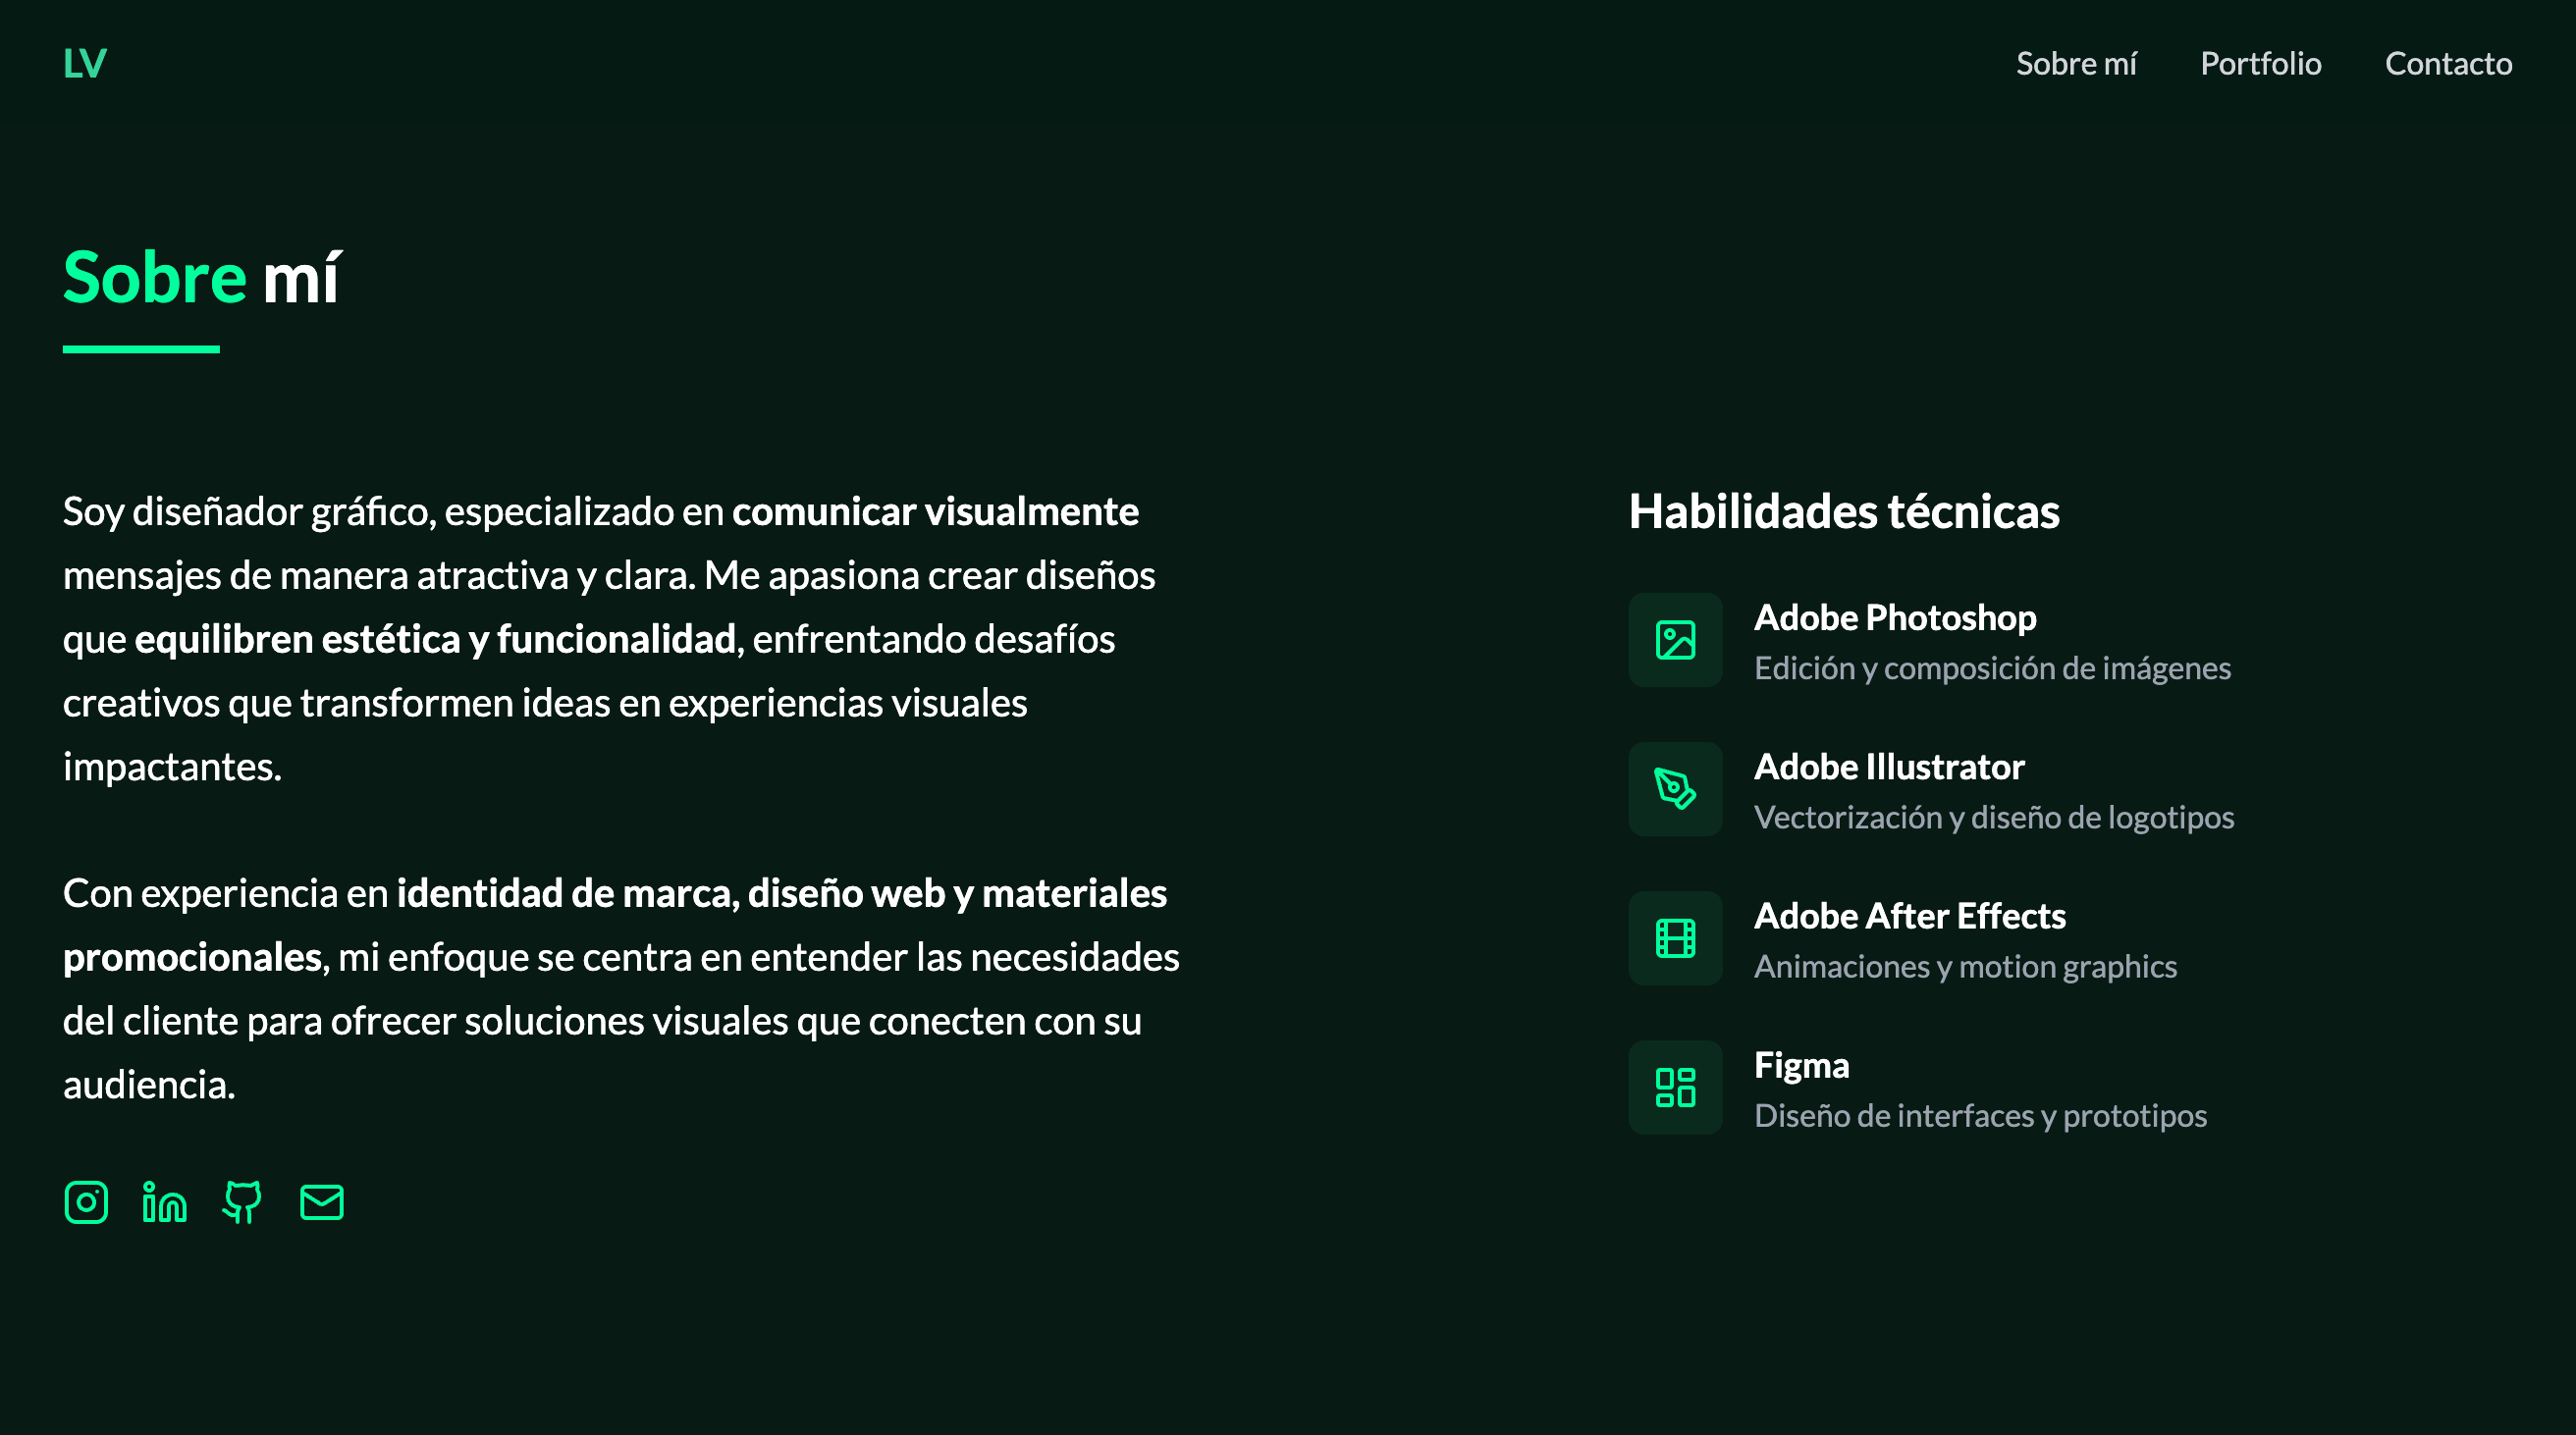 LV
Sobre mí
Portfolio
Contacto
Sobre mí
Soy diseñador gráfico, especializado en comunicar visualmente
mensajes de manera atractiva y clara. Me apasiona crear diseños
que equilibren estética y funcionalidad, enfrentando desafíos
creativos que transformen ideas en experiencias visuales
impactantes.
Con experiencia en identidad de marca, diseño web y materiales
promocionales, mi enfoque se centra en entender las necesidades
del cliente para ofrecer soluciones visuales que conecten con su
audiencia.
Habilidades técnicas
Adobe Photoshop
Edición y composición de imágenes
Adobe Illustrator
Vectorización y diseño de logotipos
Adobe After Effects
Animaciones y motion graphics
Figma
Diseño de interfaces y prototipos